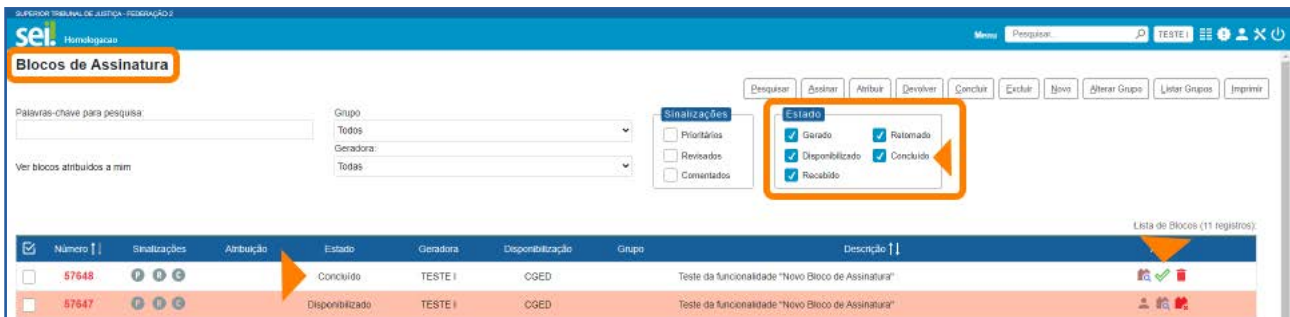 SUPERIOR TRIBUNAL DE JUSTIÇA - FEDERAÇÃO 2
sei! Homologacao Menu Pesquisar... TESTE I
Blocos de Assinatura
Pesquisar Assinar Atribuir Devolver Concluir Excluir Novo Alterar Grupo Listar Grupos Imprimir
Palavras-chave para pesquisa: Grupo Sinalizações Estado
Todos Prioritários Gerado Retornado
Geradora:
Ver blocos atribuídos a mim Todas Revisados Disponibilizado Concluído
Comentados Recebido
Lista de Blocos (11 registros):
Número Sinalizações Atribuição Estado Geradora Disponibilização Grupo Descrição
57648 P R C Concluído TESTE I CGED Teste da funcionalidade "Novo Bloco de Assinatura"
57647 P R C Disponibilizado TESTE I CGED Teste da funcionalidade "Novo Bloco de Assinatura"